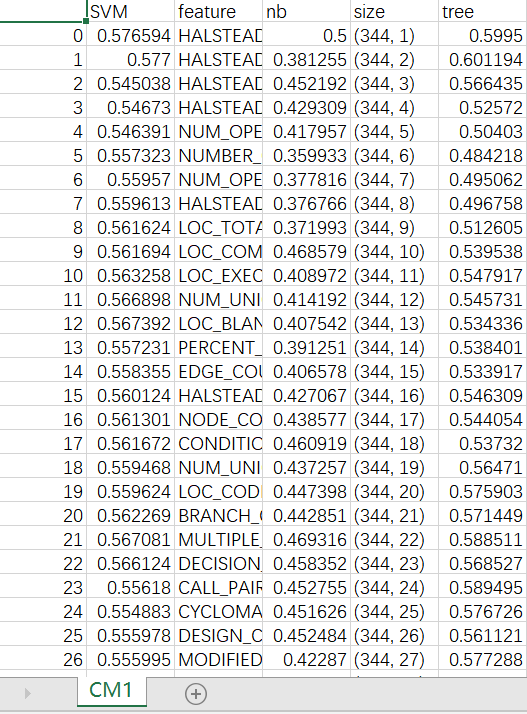 SVM feature nb size tree
0 0.576594 HALSTEAD 0.5 (344, 1) 0.5995
1 0.577 HALSTEAD 0.381255 (344, 2) 0.601194
2 0.545038 HALSTEAD 0.452192 (344, 3) 0.566435
3 0.54673 HALSTEAD 0.429309 (344, 4) 0.52572
4 0.546391 NUM_OPE 0.417957 (344, 5) 0.50403
5 0.557323 NUMBER_ 0.359933 (344, 6) 0.484218
6 0.55957 NUM_OPE 0.377816 (344, 7) 0.495062
7 0.559613 HALSTEAD 0.376766 (344, 8) 0.496758
8 0.561624 LOC_TOTA 0.371993 (344, 9) 0.512605
9 0.561694 LOC_COM 0.468579 (344, 10) 0.539538
10 0.563258 LOC_EXEC 0.408972 (344, 11) 0.547917
11 0.566898 NUM_UNI 0.414192 (344, 12) 0.545731
12 0.567392 LOC_BLAN 0.407542 (344, 13) 0.534336
13 0.557231 PERCENT_ 0.391251 (344, 14) 0.538401
14 0.558355 EDGE_COU 0.406578 (344, 15) 0.533917
15 0.560124 HALSTEAD 0.427067 (344, 16) 0.546309
16 0.561301 NODE_CO 0.438577 (344, 17) 0.544054
17 0.561672 CONDITIO 0.460919 (344, 18) 0.53732
18 0.559468 NUM_UNI 0.437257 (344, 19) 0.56471
19 0.559624 LOC_COD 0.447398 (344, 20) 0.575903
20 0.562269 BRANCH_ 0.442851 (344, 21) 0.571449
21 0.567081 MULTIPLE_ 0.469316 (344, 22) 0.588511
22 0.566124 DECISION_ 0.458352 (344, 23) 0.568527
23 0.55618 CALL_PAIR 0.452755 (344, 24) 0.589495
24 0.554883 CYCLOMA 0.451626 (344, 25) 0.576726
25 0.555978 DESIGN_C 0.452484 (344, 26) 0.561121
26 0.555995 MODIFIED 0.42287 (344, 27) 0.577288
CM1